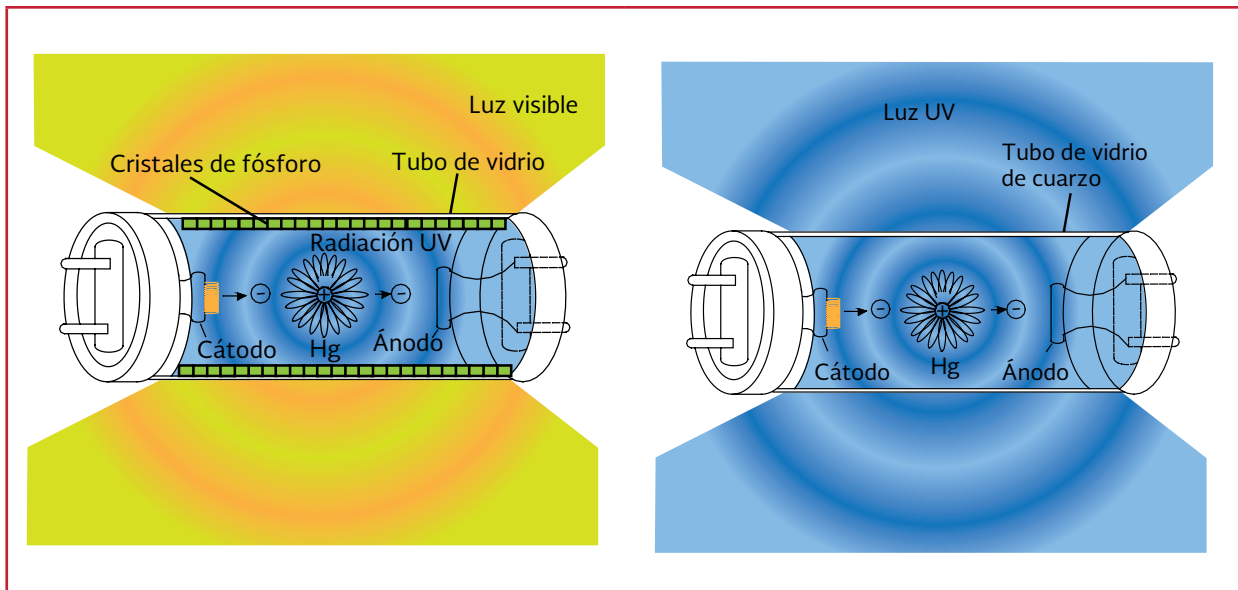 Luz visible
Cristales de fósforo
Tubo de vidrio
Radiación UV
Cátodo
Hg
Ánodo
Luz UV
Tubo de vidrio
de cuarzo
Cátodo
Hg
Ánodo